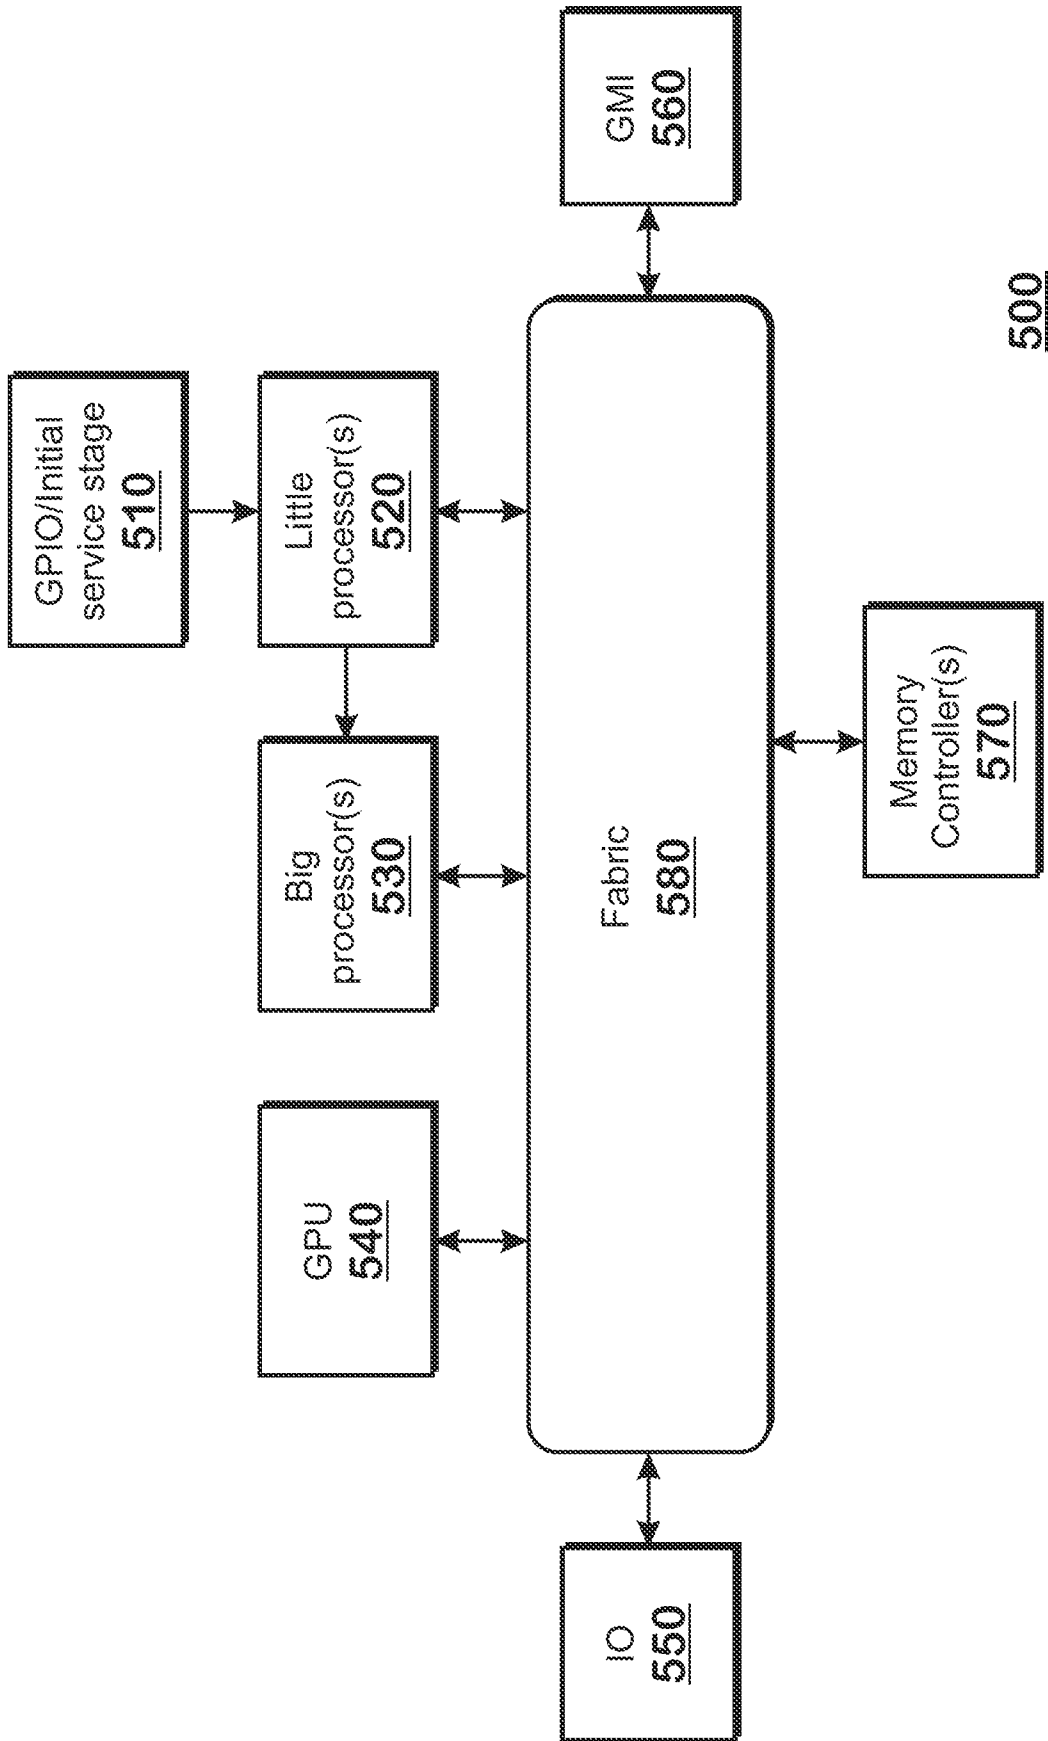 GPIO/Initial
service stage
510
GPU
540
Big
processor(s)
530
Little
processor(s)
520
IO
550
Fabric
580
GMI
560
Memory
Controller(s)
570
500